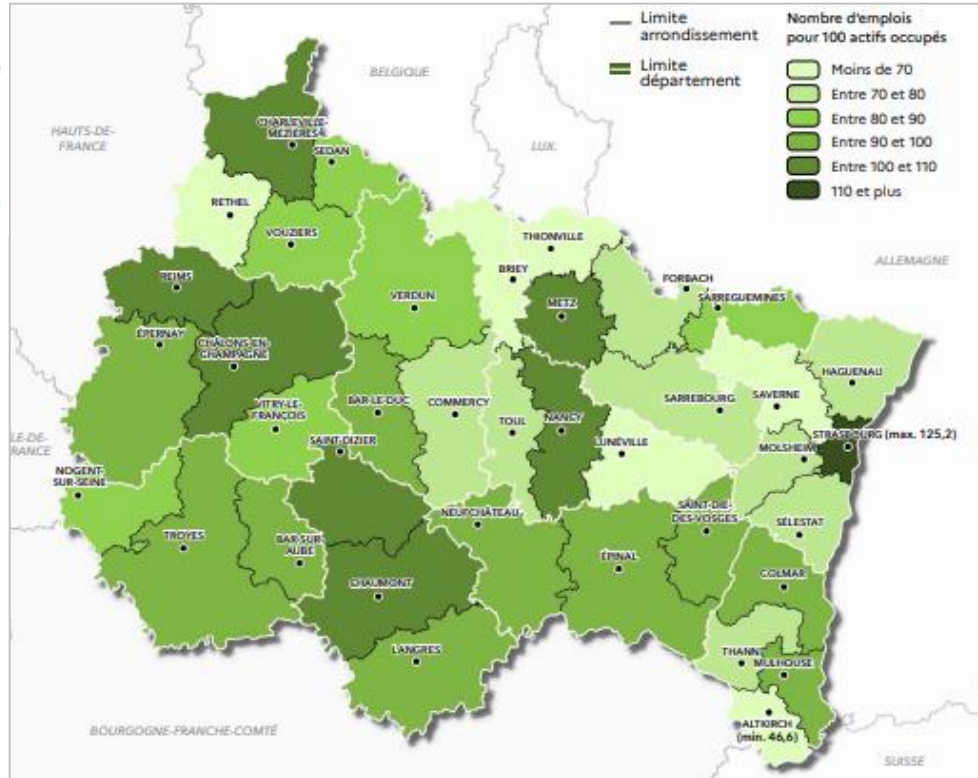 Limite
arrondissement
Limite
département
Nombre d'emplois
pour 100 actifs occupés
Moins de 70
Entre 70 et 80
Entre 80 et 90
Entre 90 et 100
Entre 100 et 110
110 et plus
BELGIQUE
HAUTS-DE-
FRANCE
LUX.
ALLEMAGNE
CHARLEVILLE-
MÉZIÈRES
SEDAN
RETHEL
VOUZIERS
THIONVILLE
BRIEY
FORBACH
REIMS
VERDUN
METZ
SARREGUEMINES
ÉPERNAY
CHÂLONS-EN-
CHAMPAGNE
HAGUENAU
VITRY-LE-
FRANÇOIS
BAR-LE-DUC
COMMERCY
SARREBOURG
SAVERNE
SAINT-DIZIER
TOUL
NANCY
LUNÉVILLE
STRASBOURG (max. 125,2)
MOLSHEIM
LE-DE-
RANCE
NOGENT-
SUR-SEINE
NEUFCHÂTEAU
SAINT-DIÉ-
DES-VOSGES
SÉLESTAT
TROYES
BAR-SUR-
AUBE
ÉPINAL
CHAUMONT
COLMAR
LANGRES
THANN
MULHOUSE
ALTKIRCH
(min. 46,6)
BOURGOGNE-FRANCHE-COMTÉ
SUISSE